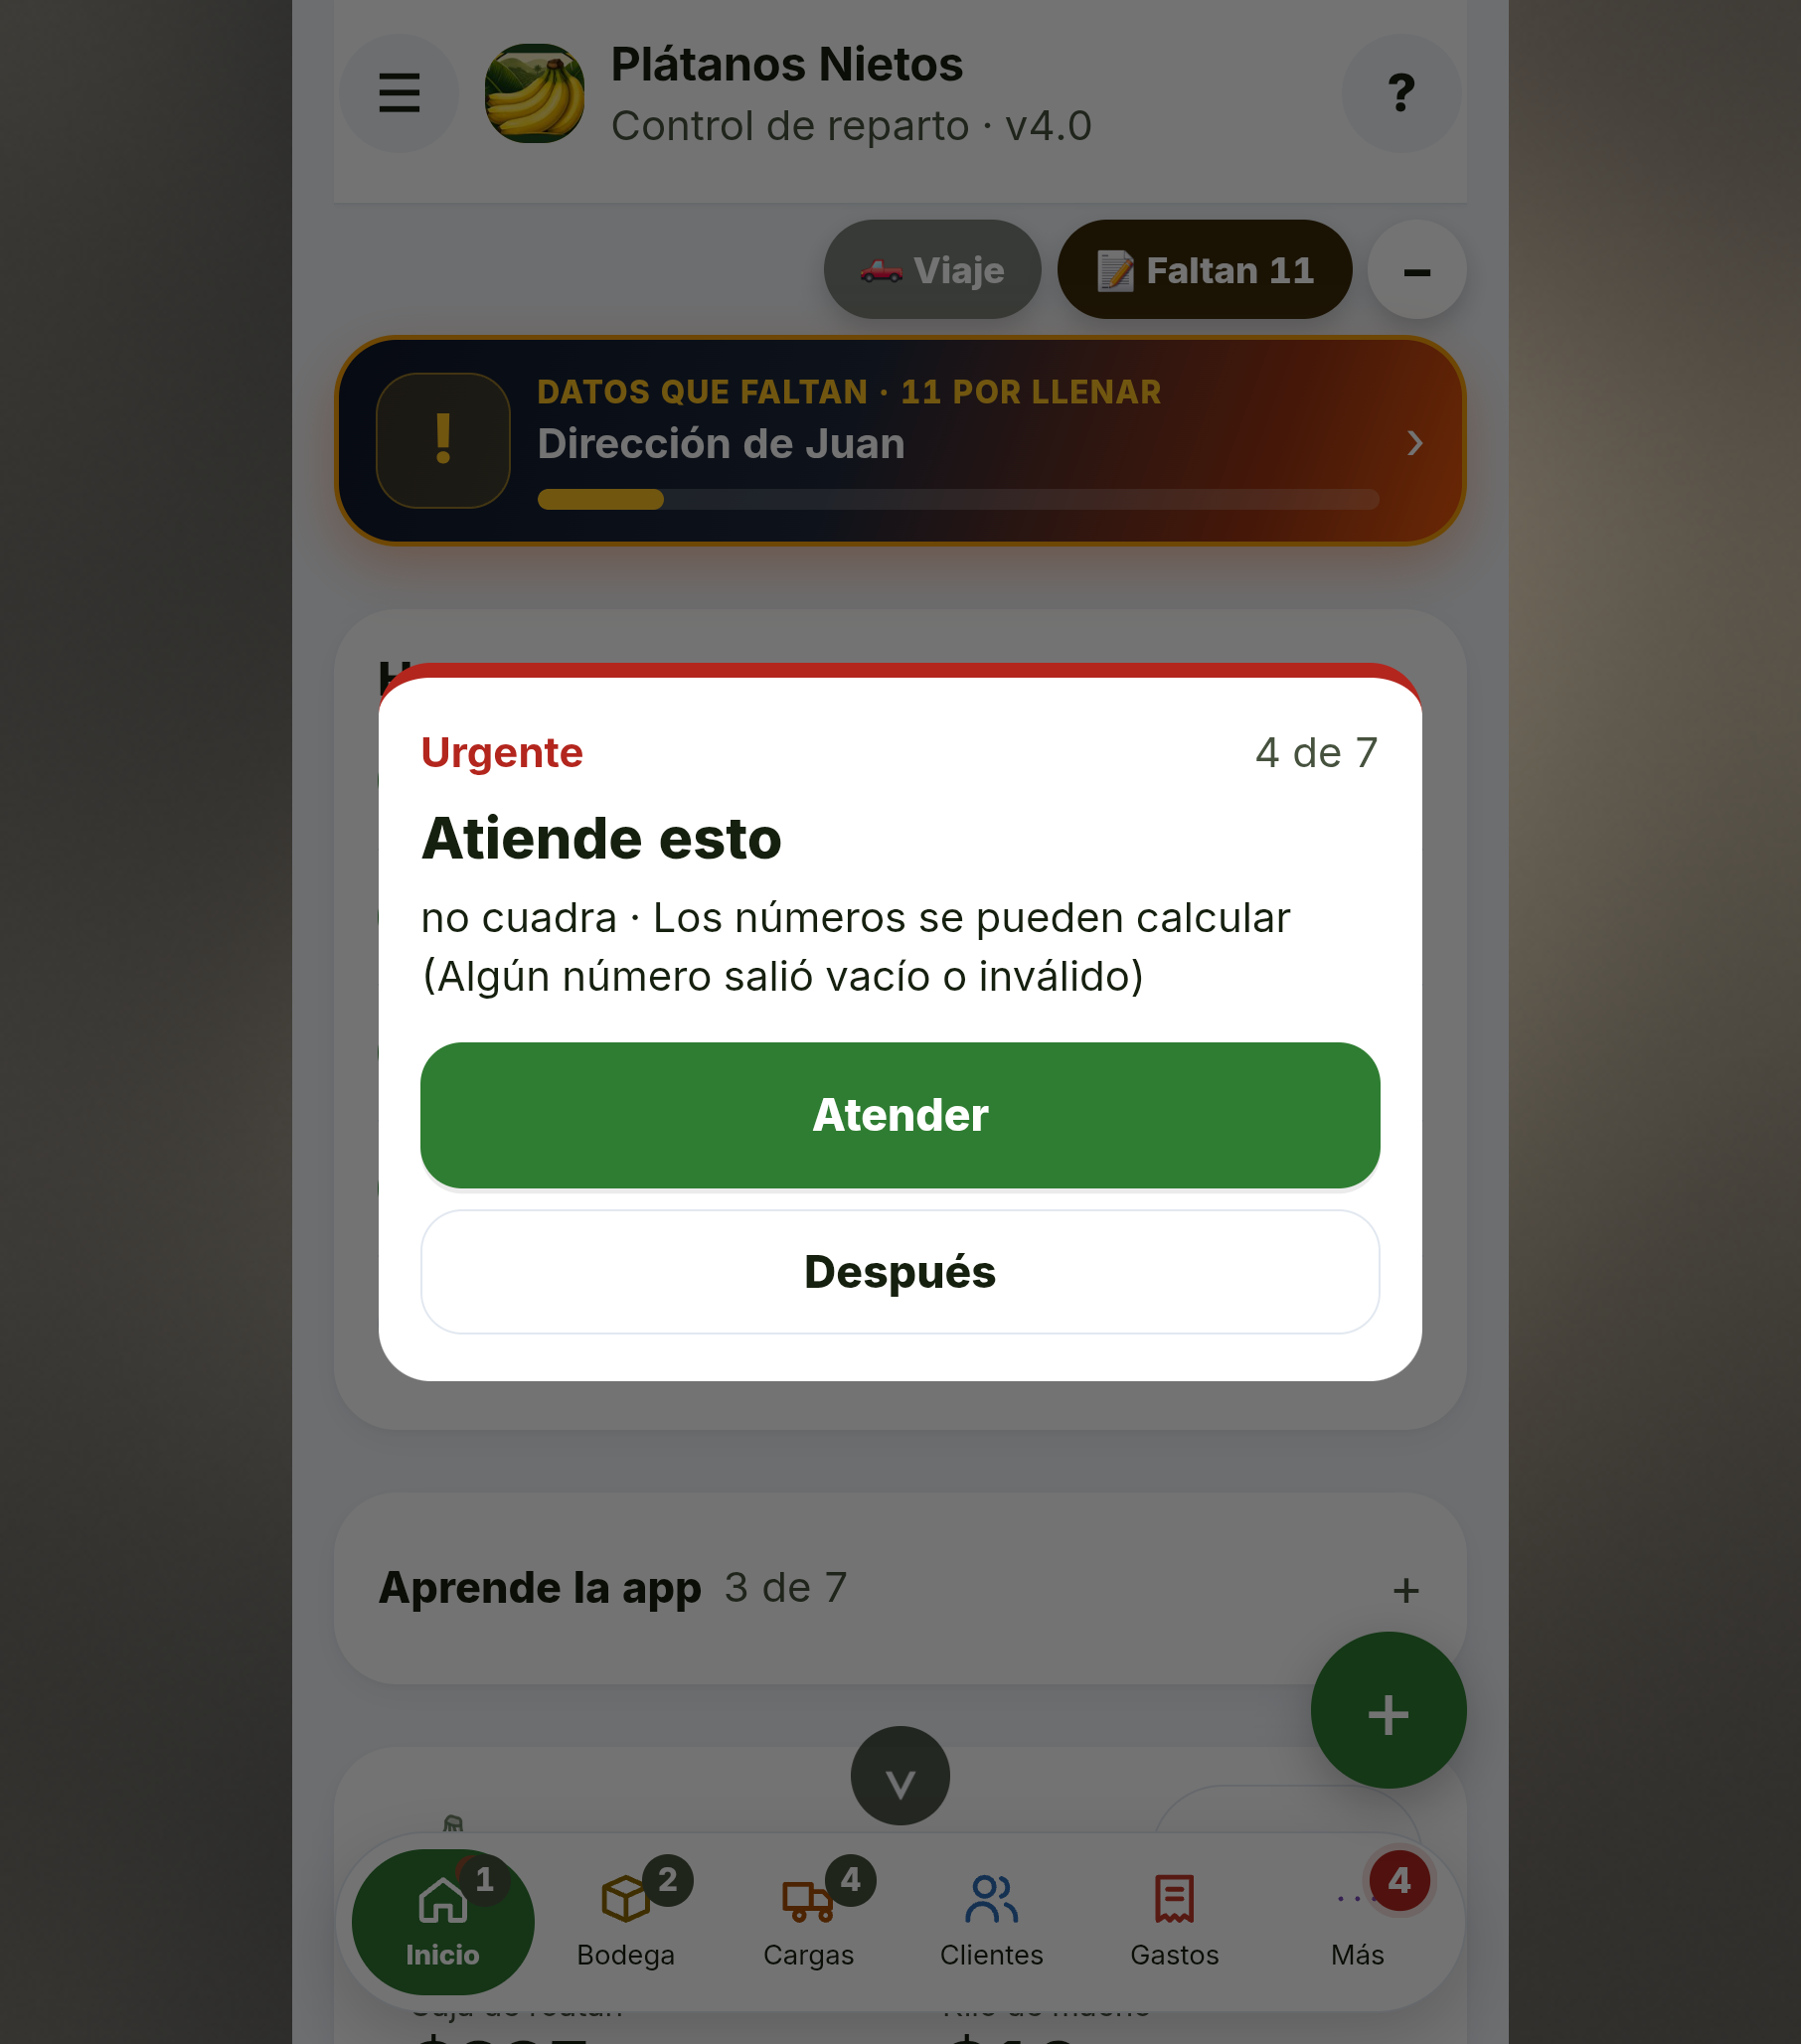 Plátanos Nietos
Control de reparto · v4.0
?
Viaje
Faltan 11
−
!
DATOS QUE FALTAN · 11 POR LLENAR
Dirección de Juan
›
Urgente
4 de 7
Atiende esto
no cuadra · Los números se pueden calcular
(Algún número salió vacío o inválido)
Atender
Después
Aprende la app 3 de 7
+
+
1
2
4
4
Inicio
Bodega
Cargas
Clientes
Gastos
Más